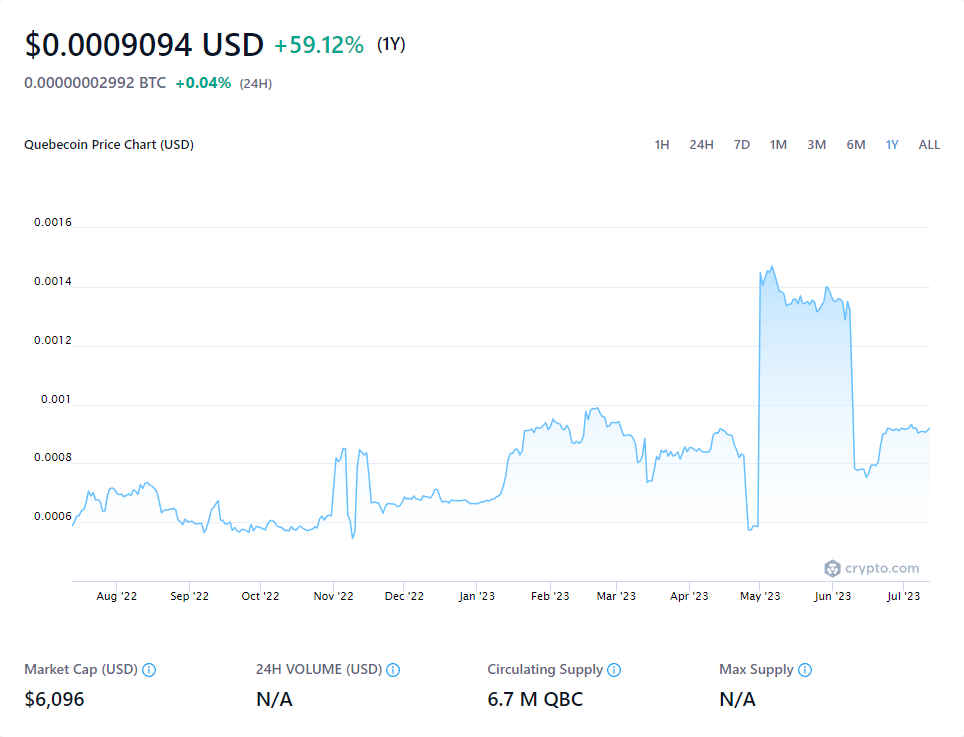 $0.0009094 USD +59.12% (1Y)
0.00000002992 BTC +0.04% (24H)
Quebecoin Price Chart (USD) 1H 24H 7D 1M 3M 6M 1Y ALL
0.0016
0.0014
0.0012
0.001
0.0008
0.0006
crypto.com
Aug '22 Sep '22 Oct '22 Nov '22 Dec '22 Jan '23 Feb '23 Mar '23 Apr '23 May '23 Jun '23 Jul '23
Market Cap (USD) 24H VOLUME (USD) Circulating Supply Max Supply
$6,096 N/A 6.7 M QBC N/A